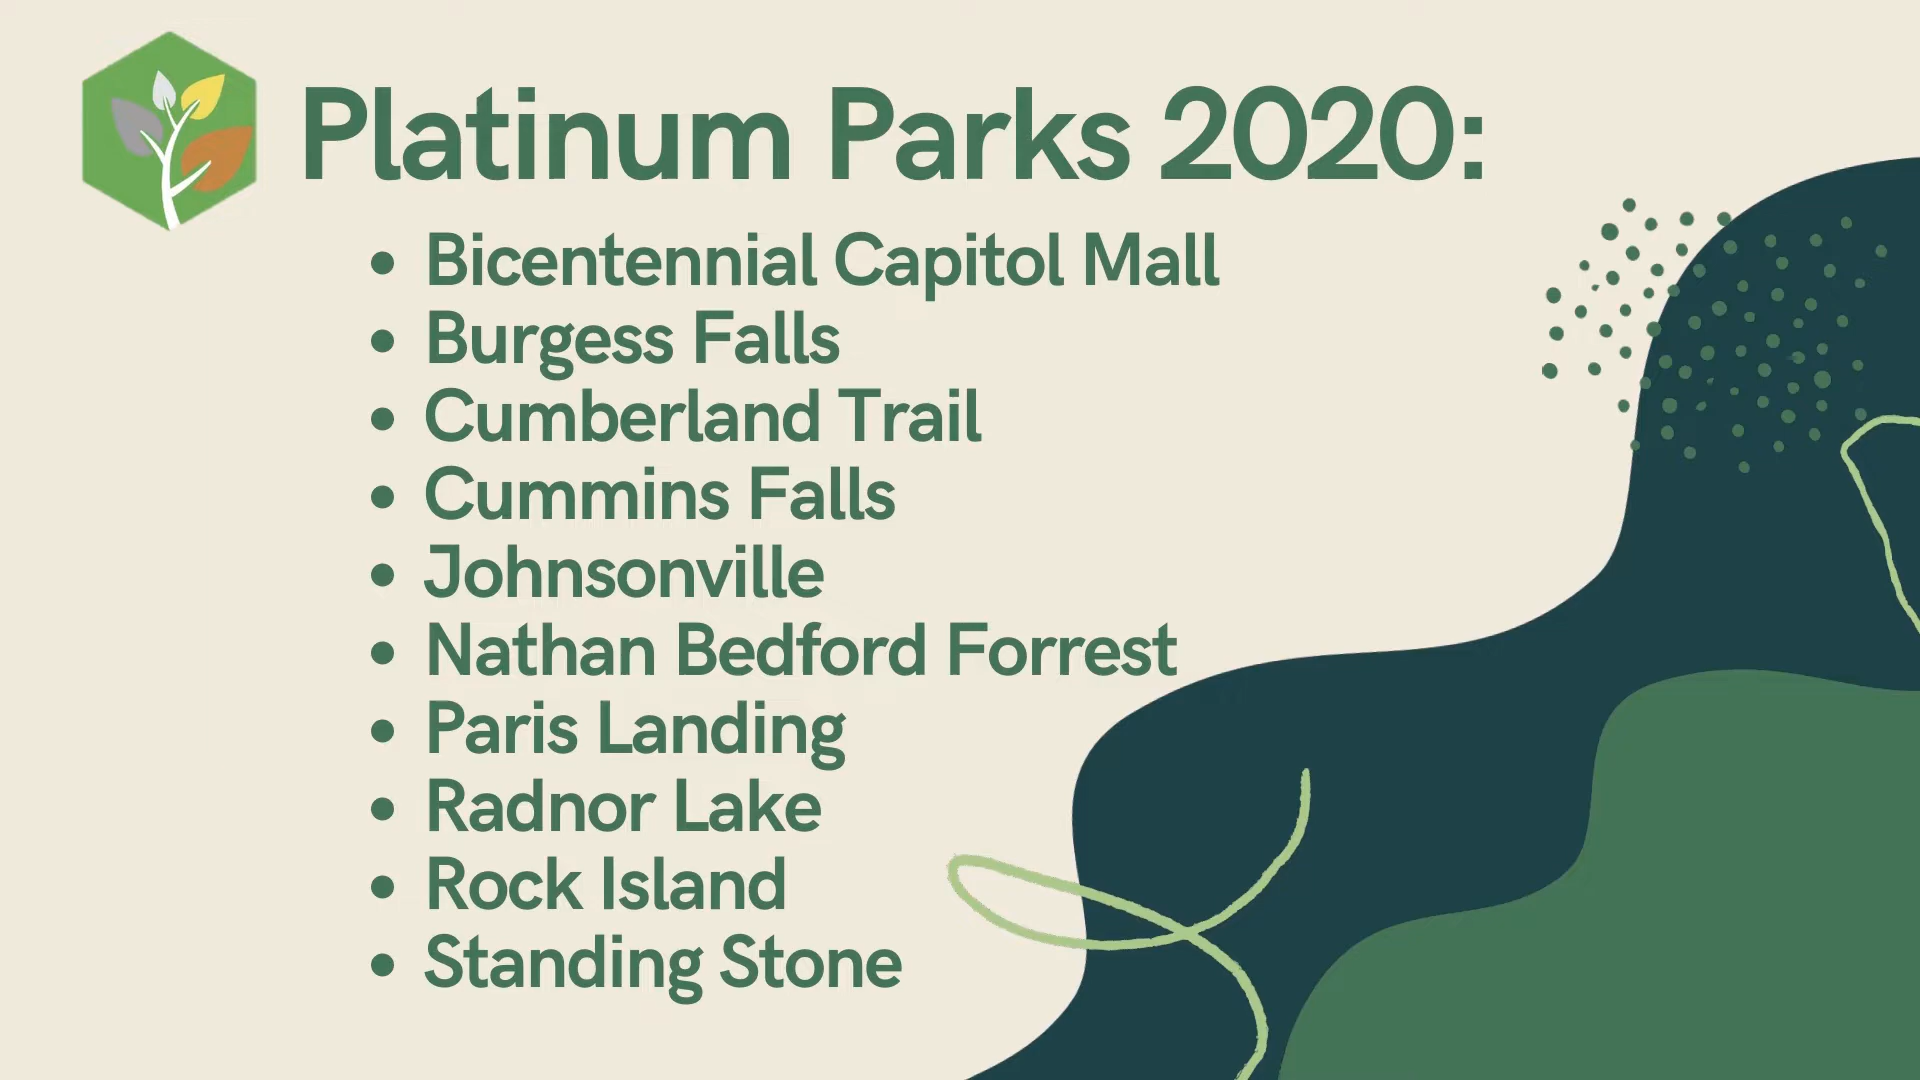 Platinum Parks 2020:
• Bicentennial Capitol Mall
• Burgess Falls
• Cumberland Trail
• Cummins Falls
• Johnsonville
• Nathan Bedford Forrest
• Paris Landing
• Radnor Lake
• Rock Island
• Standing Stone